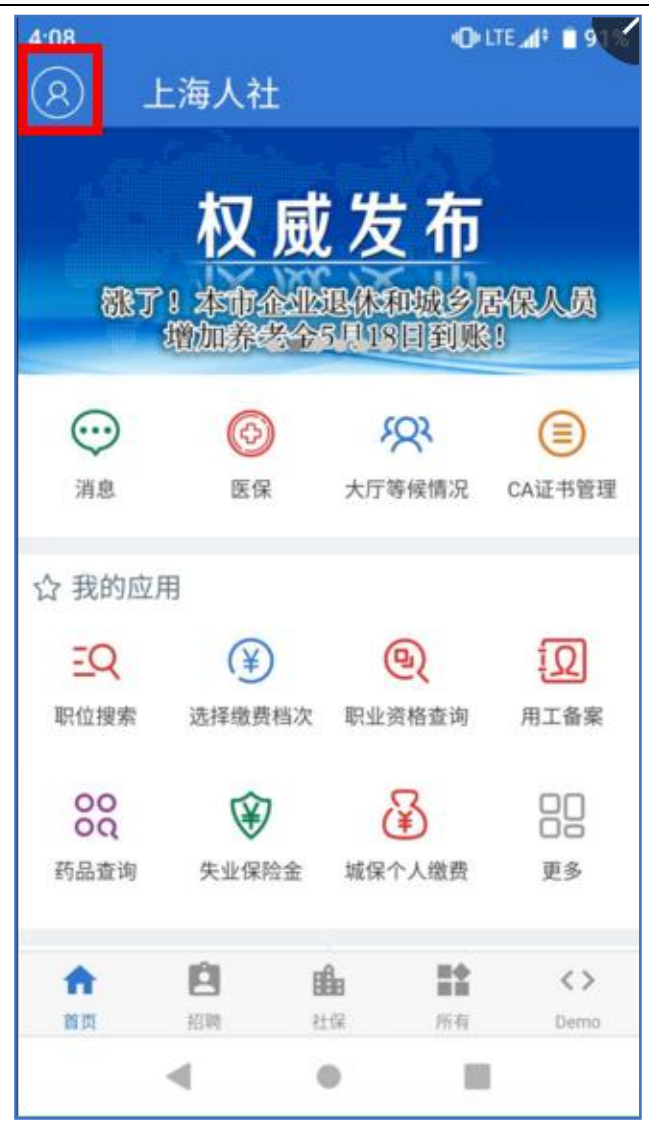 4:08 LTE 91%
上海人社
权威发布
涨了！本市企业退休和城乡居保人员
增加养老金5月18日到账！
消息 医保 大厅等候情况 CA证书管理
我的应用
职位搜索 选择缴费档次 职业资格查询 用工备案
药品查询 失业保险金 城保个人缴费 更多
首页 招聘 社保 所有 Demo